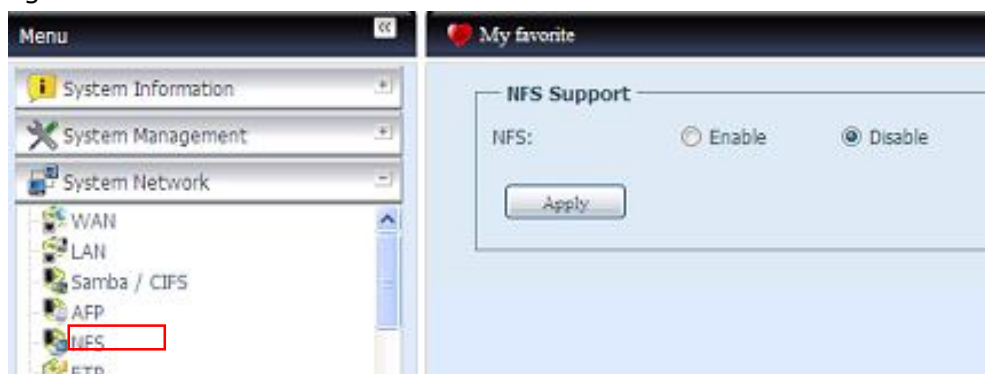 Menu
My favorite
System Information
System Management
System Network
WAN
LAN
Samba / CIFS
AFP
NFS
FTP
NFS Support
NFS:
Enable
Disable
Apply